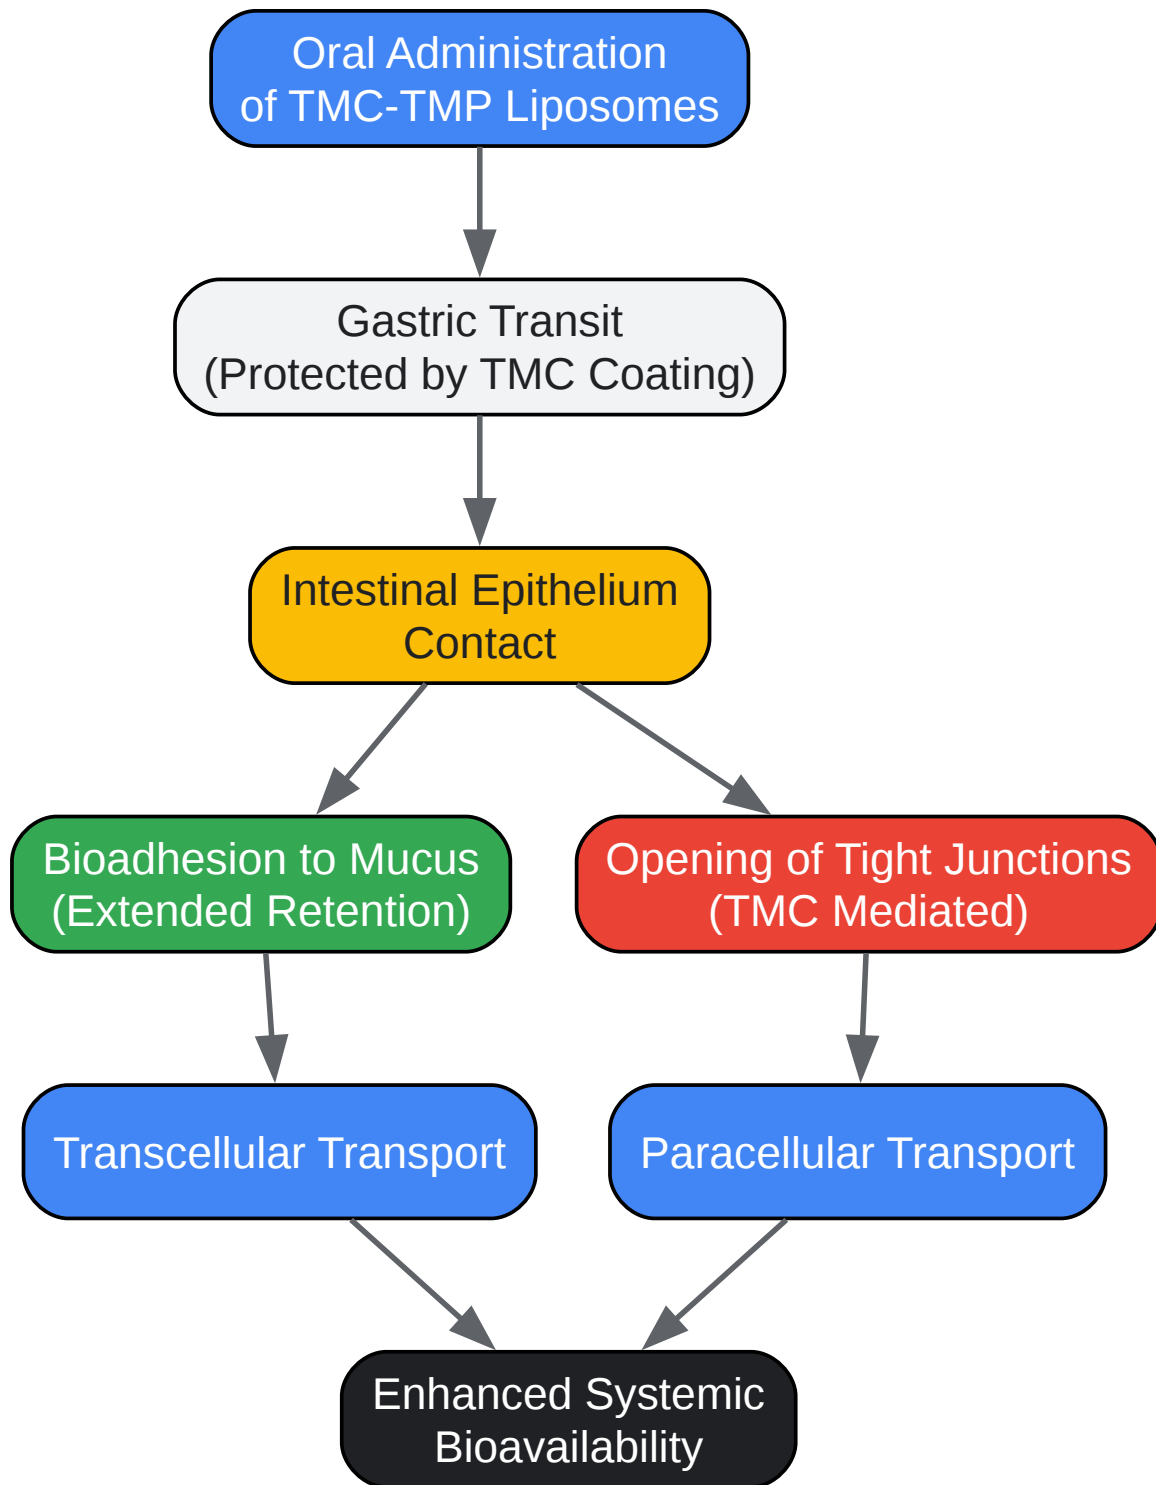 Oral Administration
of TMC-TMP Liposomes
Gastric Transit
(Protected by TMC Coating)
Intestinal Epithelium
Contact
Bioadhesion to Mucus
(Extended Retention)
Opening of Tight Junctions
(TMC Mediated)
Transcellular Transport
Paracellular Transport
Enhanced Systemic
Bioavailability